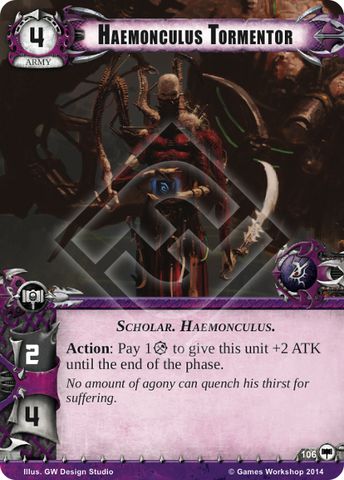 4
ARMY
HAEMONCULUS TORMENTOR
SCHOLAR. HAEMONCULUS.
2
Action: Pay 1 to give this unit +2 ATK
until the end of the phase.
No amount of agony can quench his thirst for
suffering.
4
106
Illus. GW Design Studio
© Games Workshop 2014